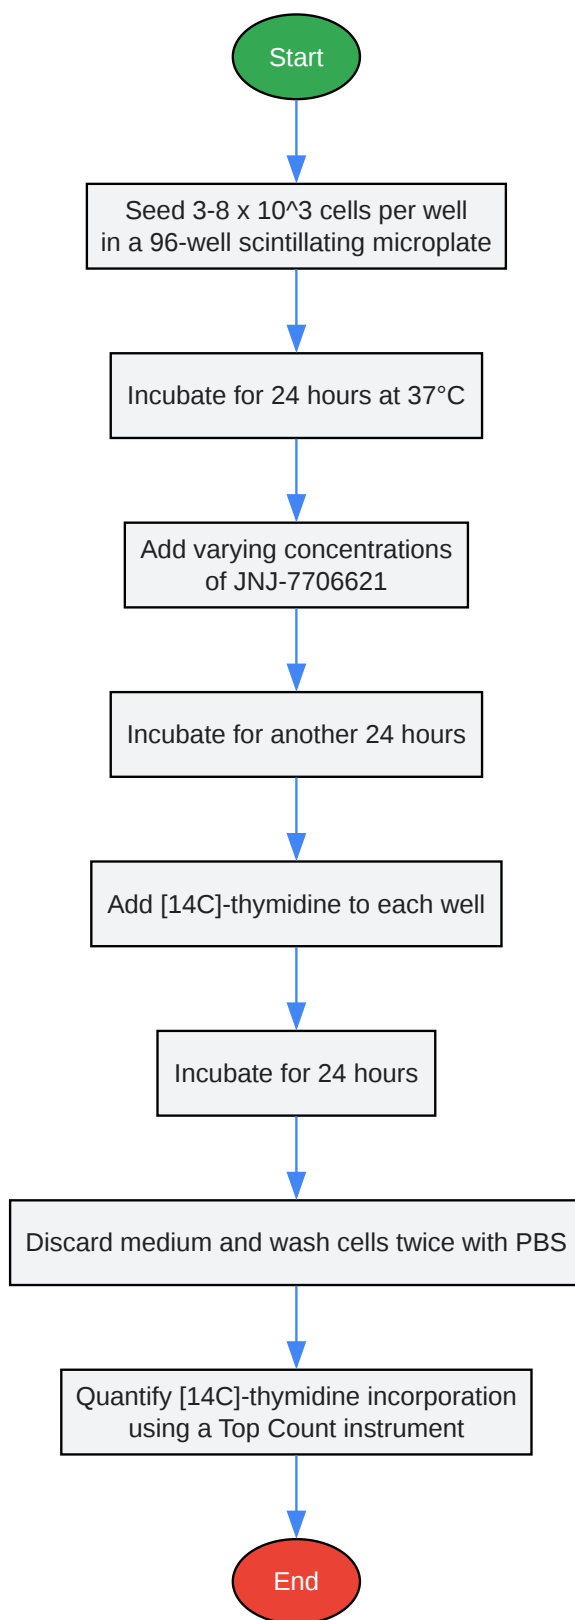 Start
Seed 3-8 x 10^3 cells per well
in a 96-well scintillating microplate
Incubate for 24 hours at 37°C
Add varying concentrations
of JNJ-7706621
Incubate for another 24 hours
Add [14C]-thymidine to each well
Incubate for 24 hours
Discard medium and wash cells twice with PBS
Quantify [14C]-thymidine incorporation
using a Top Count instrument
End